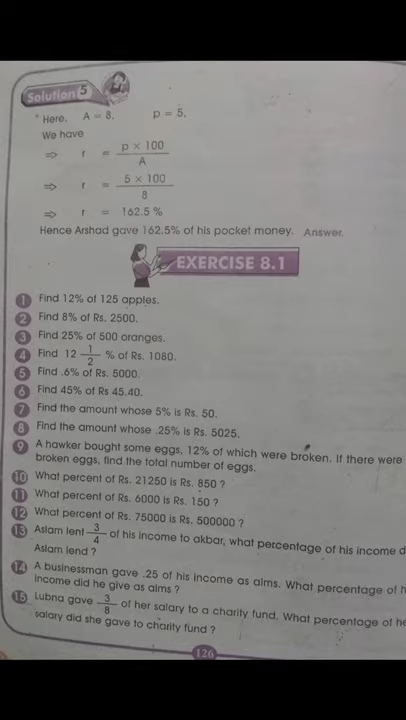 Solution 5
Here, A = 8, p = 5,
We have
⇒ r = p × 100 / A
⇒ r = 5 × 100 / 8
⇒ r = 162.5 %
Hence Arshad gave 162.5% of his pocket money. Answer.
EXERCISE 8.1
1 Find 12% of 125 apples.
2 Find 8% of Rs. 2500.
3 Find 25% of 500 oranges.
4 Find 12 1/2 % of Rs. 1080.
5 Find .6% of Rs. 5000.
6 Find 45% of Rs 45.40.
7 Find the amount whose 5% is Rs. 50.
8 Find the amount whose .25% is Rs. 5025.
9 A hawker bought some eggs, 12% of which were broken. If there were
broken eggs, find the total number of eggs.
10 What percent of Rs. 21250 is Rs. 850 ?
11 What percent of Rs. 6000 is Rs. 150 ?
12 What percent of Rs. 75000 is Rs. 500000 ?
13 Aslam lent 3/4 of his income to akbar, what percentage of his income d
Aslam lend ?
14 A businessman gave .25 of his income as alms. What percentage of h
income did he give as alms ?
15 Lubna gave 3/8 of her salary to a charity fund. What percentage of he
salary did she gave to charity fund ?
126